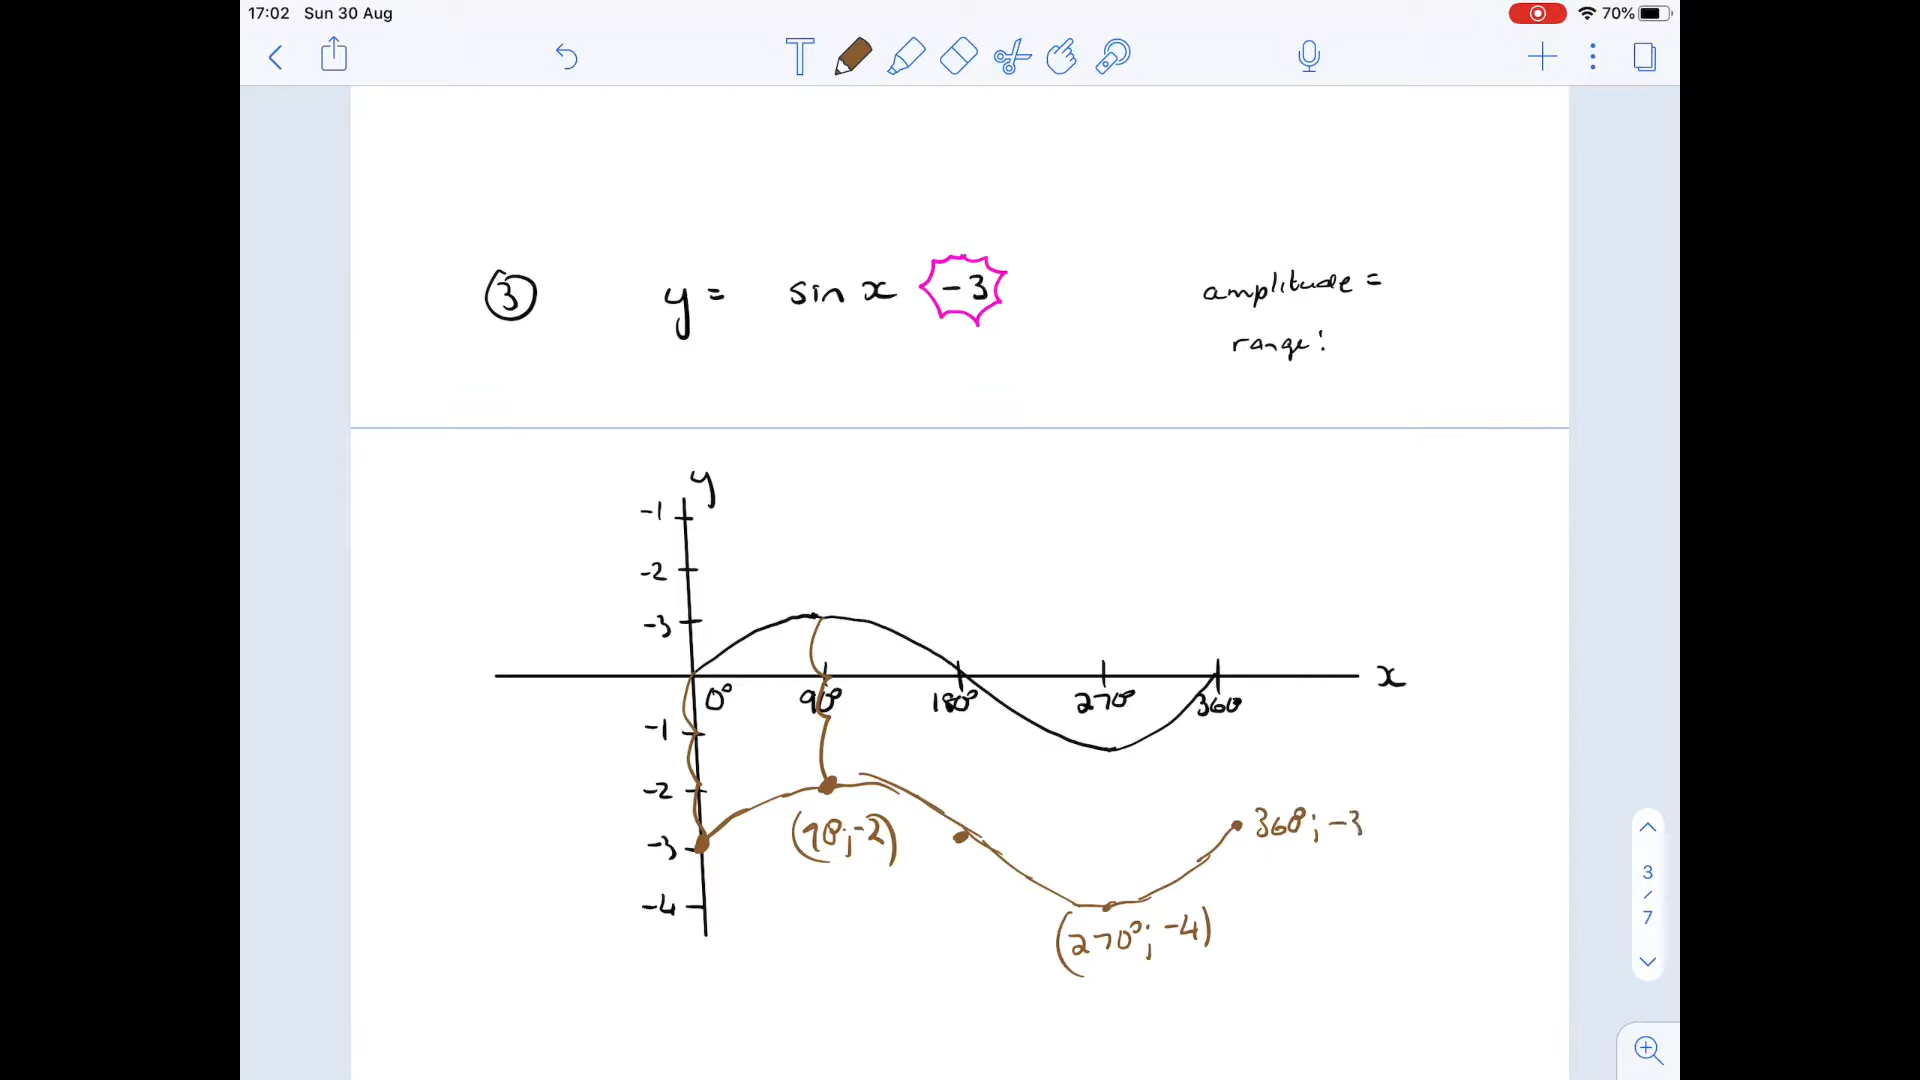 17:02 Sun 30 Aug
70%
T
③ y = sin x -3
amplitude =
range:
y
-1
-2
-3
x
0° 90° 180° 270° 360°
-1
-2
-3
-4
(90°;-2)
360°; -3
(270°; -4)
3
/
7